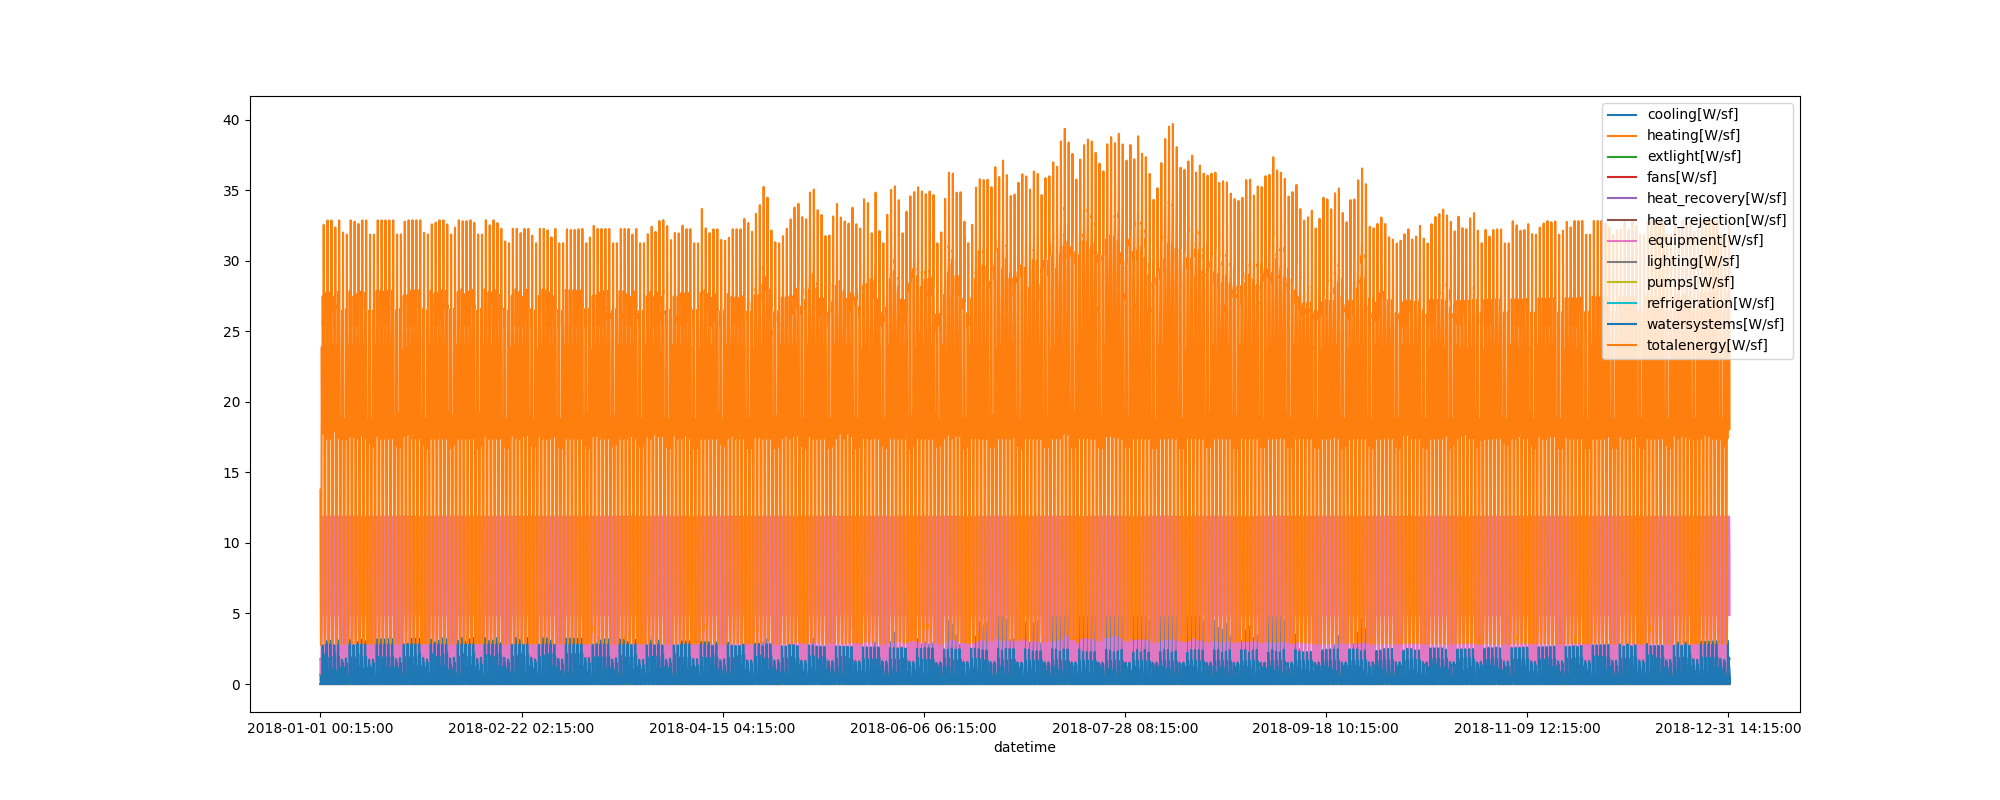 40
35
30
25
20
15
10
5
0
cooling[W/sf]
heating[W/sf]
extlight[W/sf]
fans[W/sf]
heat_recovery[W/sf]
heat_rejection[W/sf]
equipment[W/sf]
lighting[W/sf]
pumps[W/sf]
refrigeration[W/sf]
watersystems[W/sf]
totalenergy[W/sf]
2018-01-01 00:15:00 2018-02-22 02:15:00 2018-04-15 04:15:00 2018-06-06 06:15:00 2018-07-28 08:15:00 2018-09-18 10:15:00 2018-11-09 12:15:00 2018-12-31 14:15:00
datetime